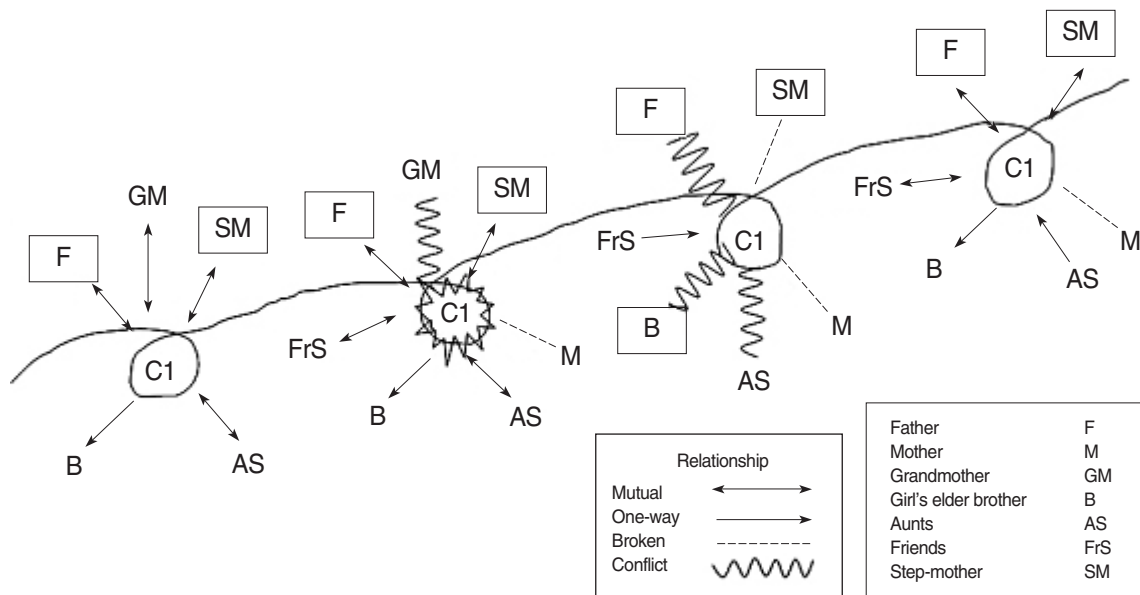 GM
F
SM
C1
B
AS
GM
F
SM
C1
FrS
M
B
AS
F
SM
FrS
C1
B
M
AS
F
SM
FrS
C1
M
B
AS
Relationship
Mutual
One-way
Broken
Conflict
Father F
Mother M
Grandmother GM
Girl's elder brother B
Aunts AS
Friends FrS
Step-mother SM